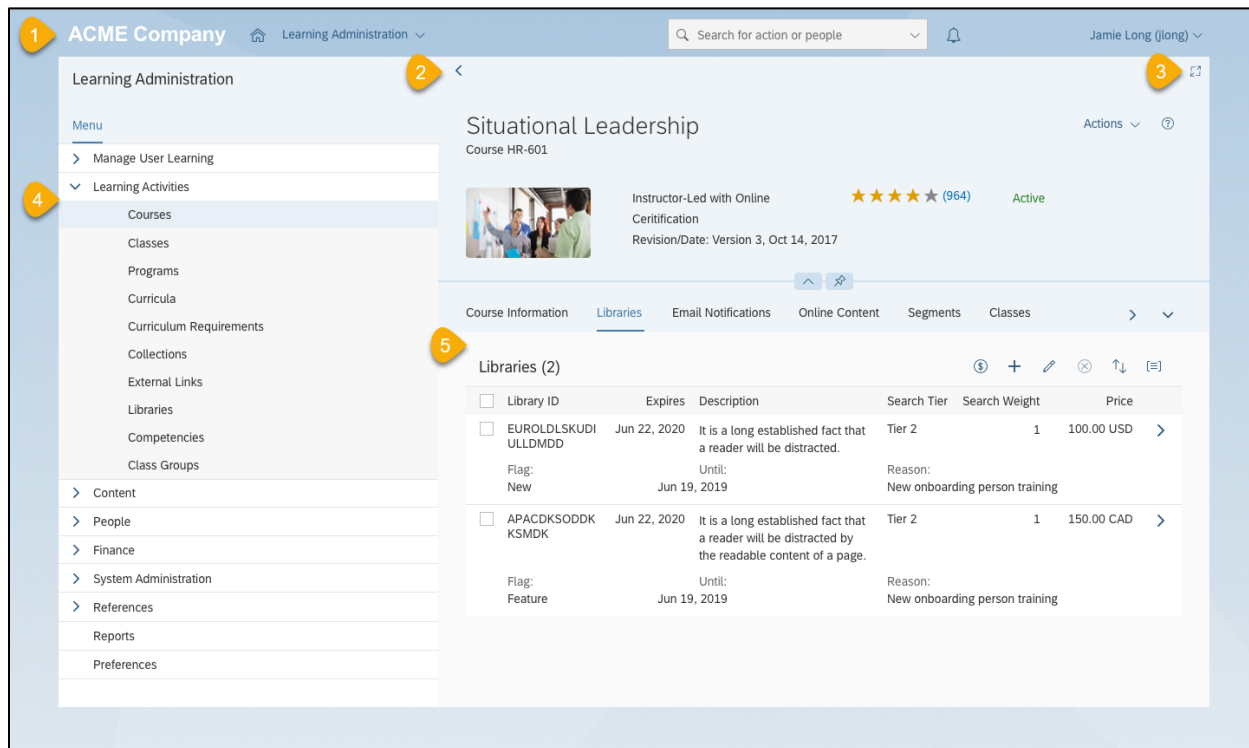 1
ACME Company
Learning Administration
Search for action or people
Jamie Long (jlong)
2
3
Learning Administration
Menu
Manage User Learning
4
Learning Activities
Courses
Classes
Programs
Curricula
Curriculum Requirements
Collections
External Links
Libraries
Competencies
Class Groups
Content
People
Finance
System Administration
References
Reports
Preferences
Situational Leadership
Actions
Course HR-601
Instructor-Led with Online
Ceritification
Revision/Date: Version 3, Oct 14, 2017
(964)
Active
Course Information Libraries Email Notifications Online Content Segments Classes
5
Libraries (2)
Library ID Expires Description Search Tier Search Weight Price
EUROLDLSKUDI Jun 22, 2020 It is a long established fact that Tier 2 1 100.00 USD
ULLDMDD a reader will be distracted.
Flag: Until: Reason:
New Jun 19, 2019 New onboarding person training
APACDKSODDK Jun 22, 2020 It is a long established fact that Tier 2 1 150.00 CAD
KSMDK a reader will be distracted by
the readable content of a page.
Flag: Until: Reason:
Feature Jun 19, 2019 New onboarding person training